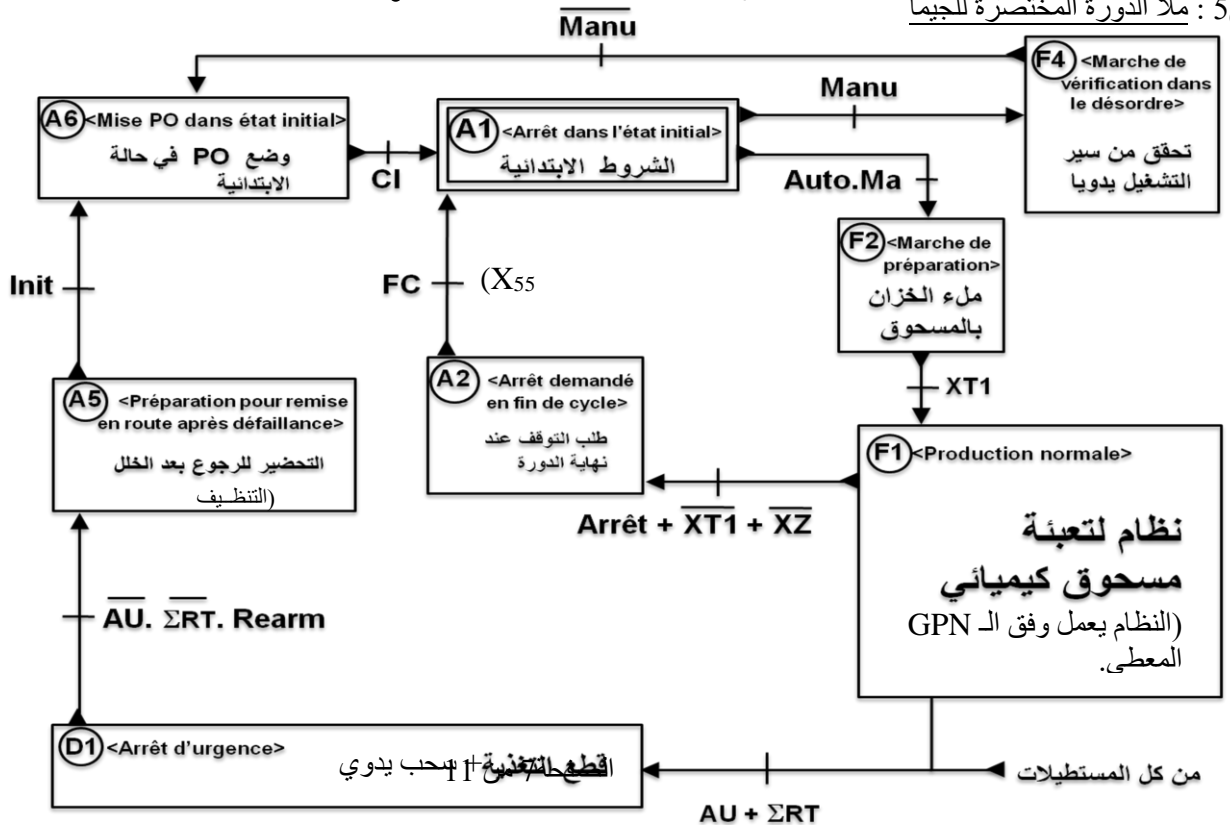 5 : ملأ الدورة المختصرة للجيما
M̅a̅n̅u̅
F4 <Marche de
vérification dans
le désordre>
تحقق من سير
التشغيل يدويا
A6 <Mise PO dans état initial>
وضع PO في حالة
الابتدائية
CI
A1 <Arrêt dans l'état initial>
الشروط الابتدائية
Manu
Auto.Ma
F2 <Marche de
préparation>
ملء الخزان
بالمسحوق
Init
FC
(X55
XT1
A5 <Préparation pour remise
en route après défaillance>
التحضير للرجوع بعد الخلل
(التنظيف
A2 <Arrêt demandé
en fin de cycle>
طلب التوقف عند
نهاية الدورة
F1 <Production normale>
نظام لتعبئة
مسحوق كيميائي
(النظام يعمل وفق الـ GPN
المعطى.
Arrêt + X̅T̅1̅ + X̅Z̅
A̅U̅. Σ̅R̅T̅. Rearm
D1 <Arrêt d'urgence>
قطع التغذية + سحب يدوي
من كل المستطيلات
AU + ΣRT